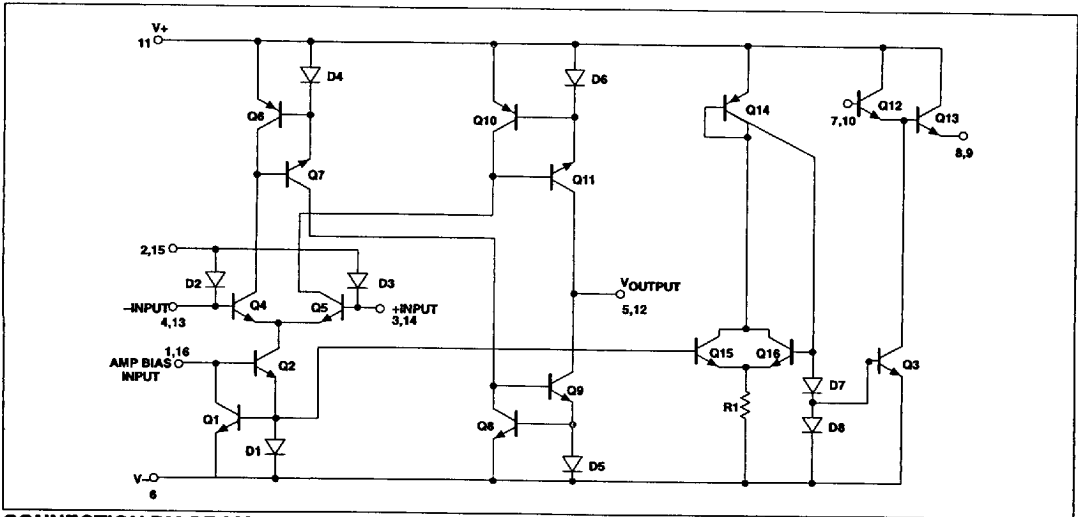 V+
11
D4
D6
Q6
Q10
Q14
Q12
7,10
Q13
8,9
Q7
Q11
2,15
D2
D3
–INPUT
4,13
Q4
Q5
+INPUT
3,14
VOUTPUT
5,12
1,16
AMP BIAS
INPUT
Q2
Q15
Q16
Q3
Q9
D7
Q1
Q8
R1
D8
D1
D5
V–
6